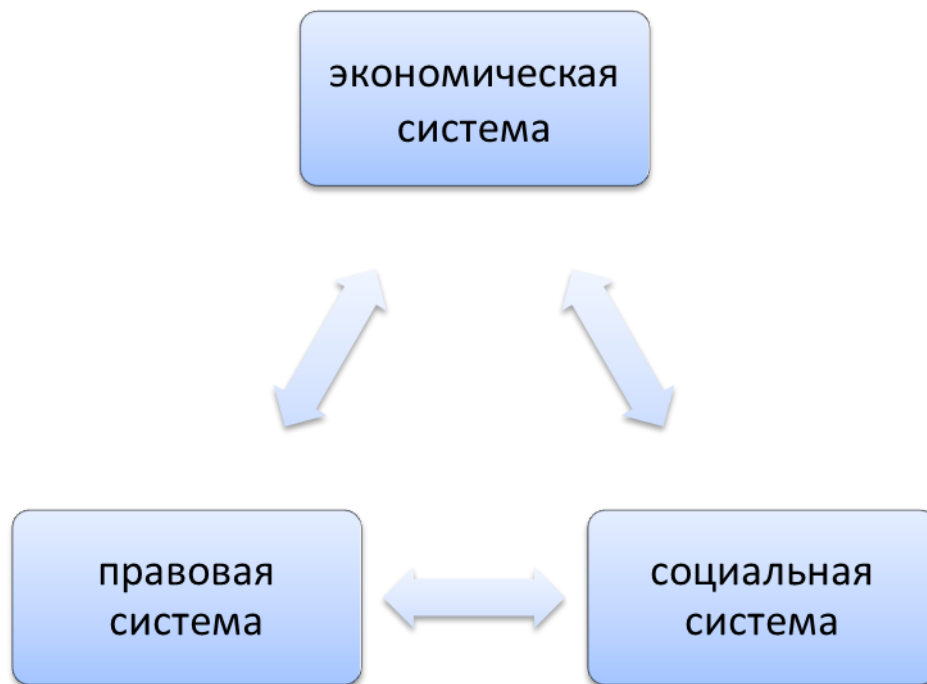 экономическая
система
правовая
система
социальная
система